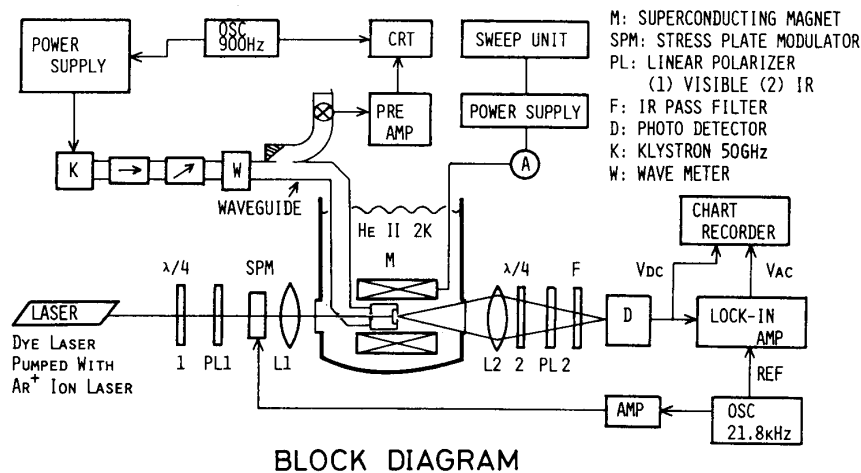 POWER
SUPPLY
OSC
900Hz
CRT
SWEEP UNIT
PRE
AMP
POWER SUPPLY
A
K
W
WAVEGUIDE
M: SUPERCONDUCTING MAGNET
SPM: STRESS PLATE MODULATOR
PL: LINEAR POLARIZER
(1) VISIBLE (2) IR
F: IR PASS FILTER
D: PHOTO DETECTOR
K: KLYSTRON 50GHz
W: WAVE METER
HE II 2K
M
CHART
RECORDER
VDC
VAC
λ/4
SPM
λ/4
F
LASER
D
LOCK-IN
AMP
DYE LASER
PUMPED WITH
AR+ ION LASER
1
PL1
L1
L2
2
PL2
REF
AMP
OSC
21.8KHZ
BLOCK DIAGRAM